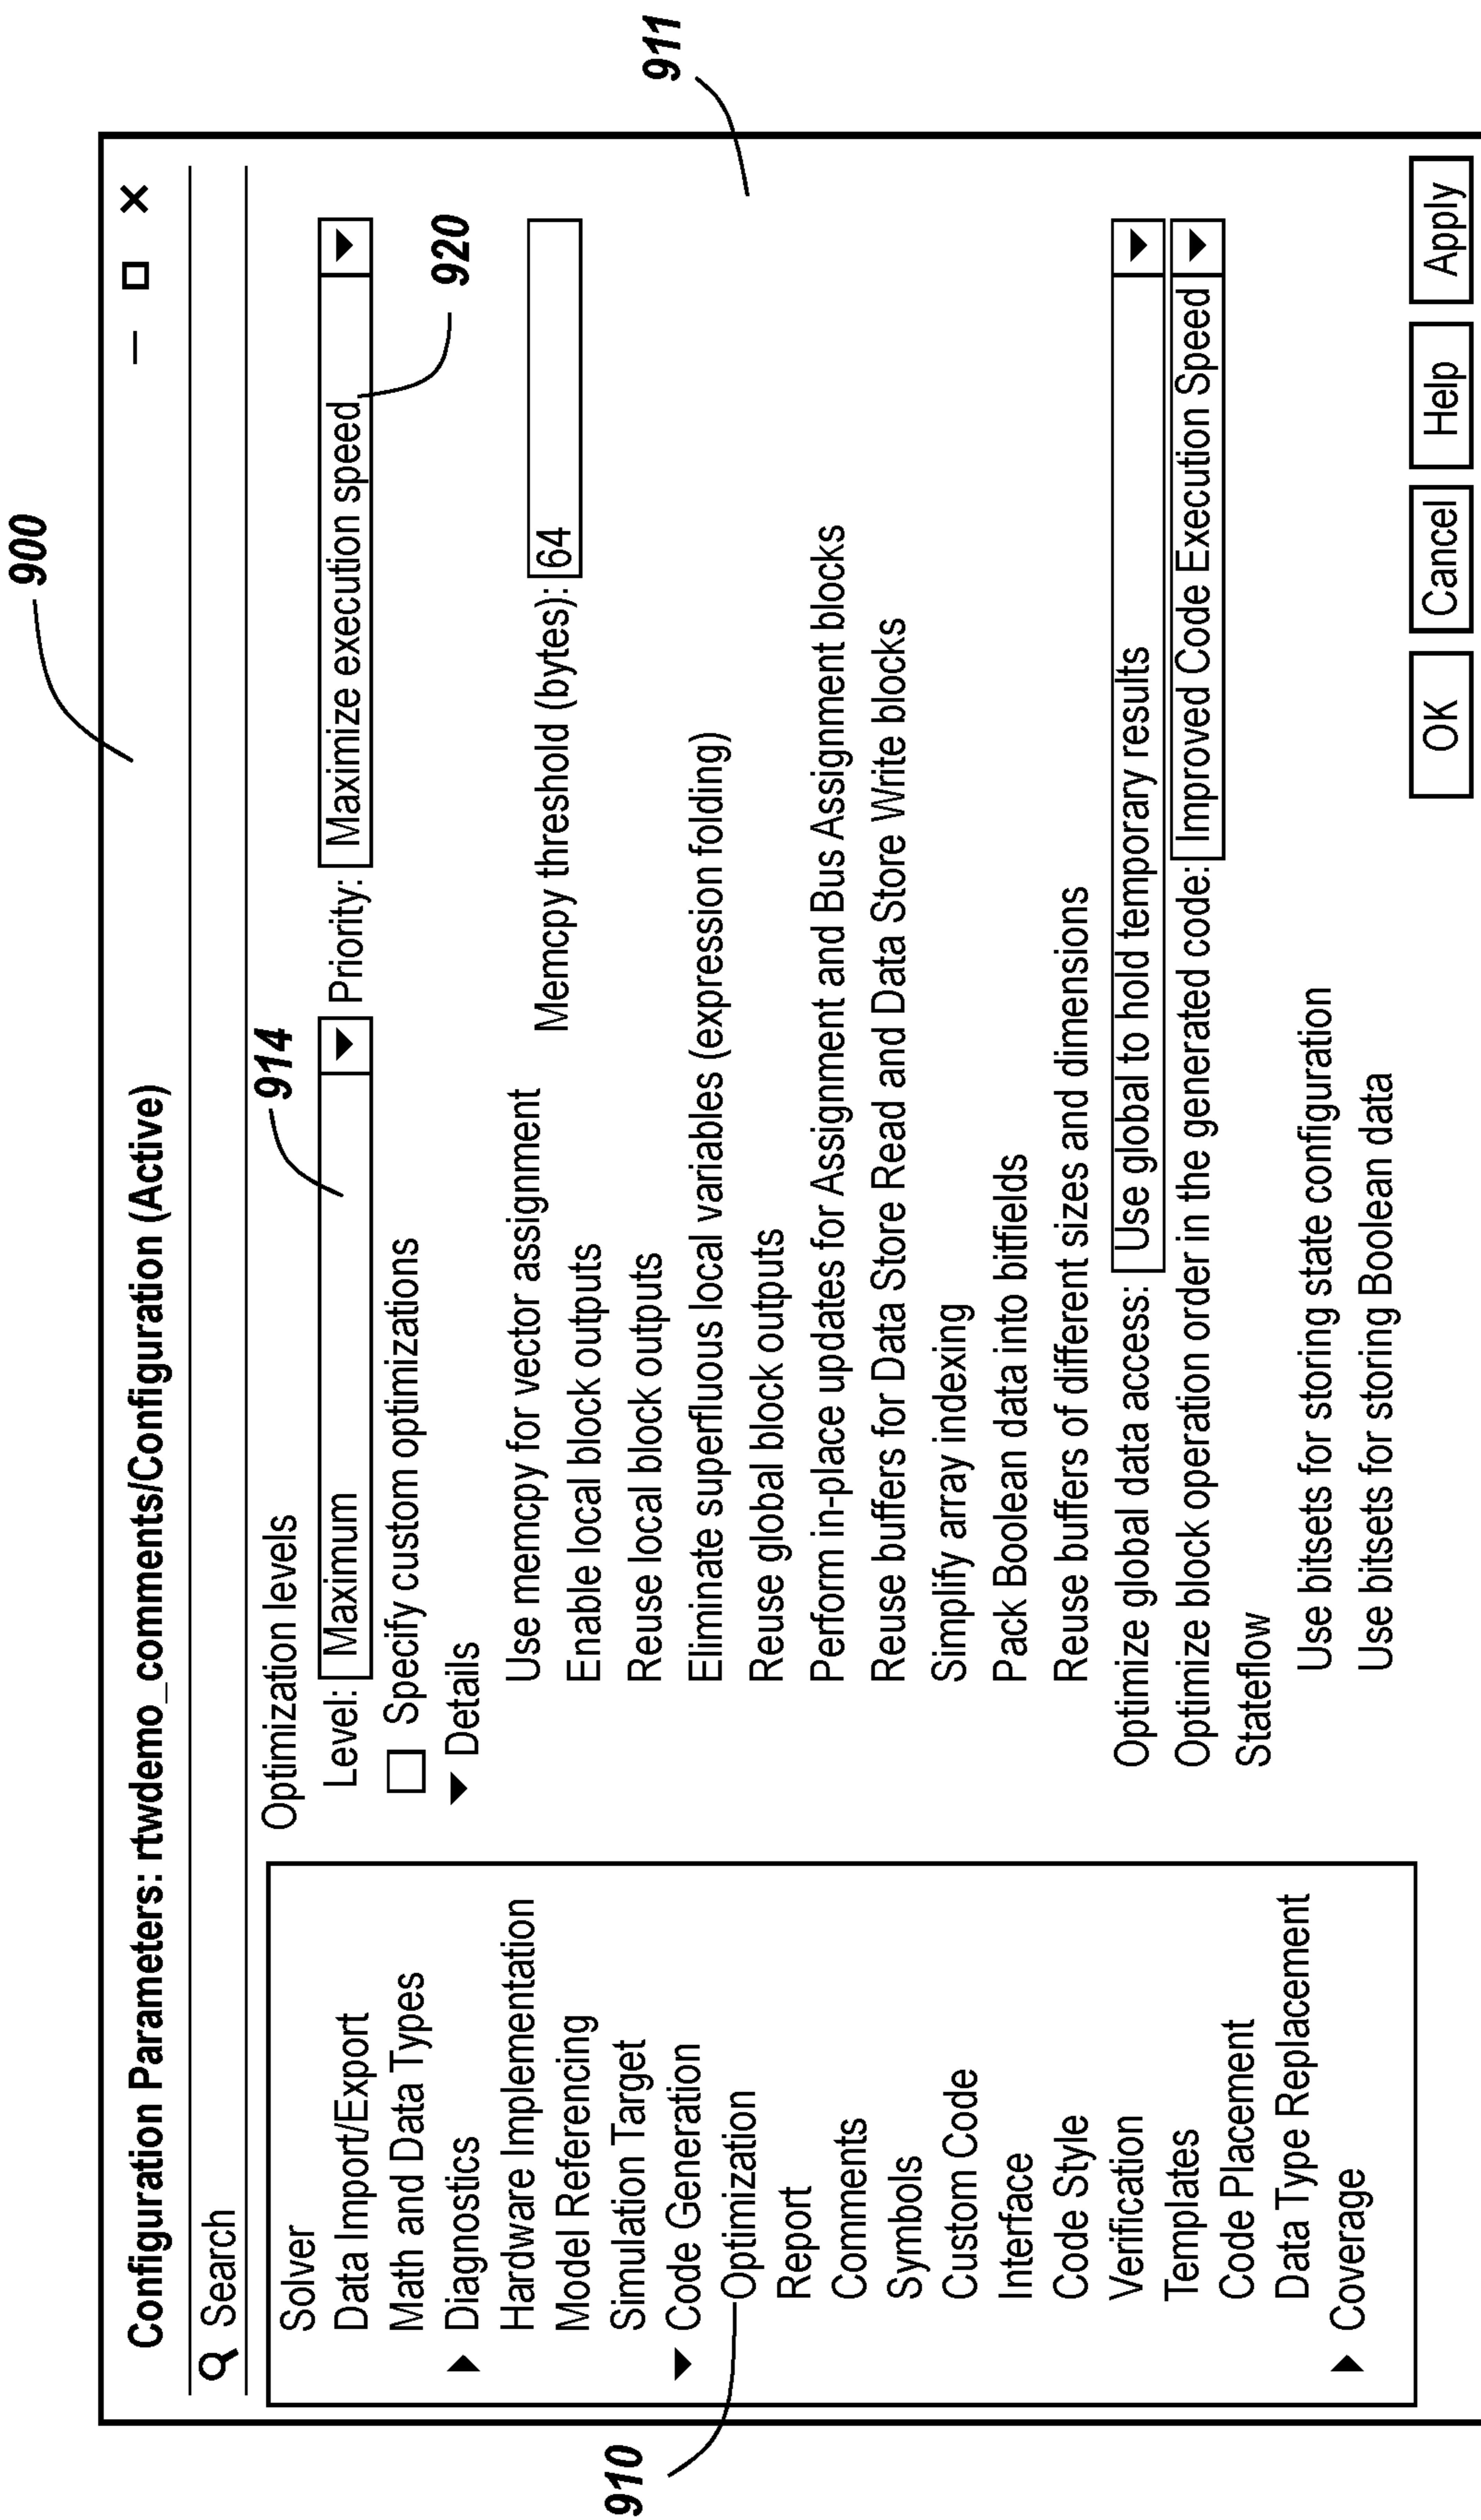 900
Configuration Parameters: rtwdemo_comments/Configuration (Active)
Search
Solver
Data Import/Export
Math and Data Types
Diagnostics
Hardware Implementation
Model Referencing
Simulation Target
Code Generation
Optimization
Report
Comments
Symbols
Custom Code
Interface
Code Style
Verification
Templates
Code Placement
Data Type Replacement
Coverage
910
Optimization levels
914
Level: Maximum Priority: Maximize execution speed
920
Specify custom optimizations
Details
Use memcpy for vector assignment Memcpy threshold (bytes): 64
Enable local block outputs
Reuse local block outputs
Eliminate superfluous local variables (expression folding)
Reuse global block outputs
Perform in-place updates for Assignment and Bus Assignment blocks
Reuse buffers for Data Store Read and Data Store Write blocks
Simplify array indexing
Pack Boolean data into bitfields
Reuse buffers of different sizes and dimensions
Optimize global data access: Use global to hold temporary results
Optimize block operation order in the generated code: Improved Code Execution Speed
Stateflow
Use bitsets for storing state configuration
Use bitsets for storing Boolean data
911
OK Cancel Help Apply